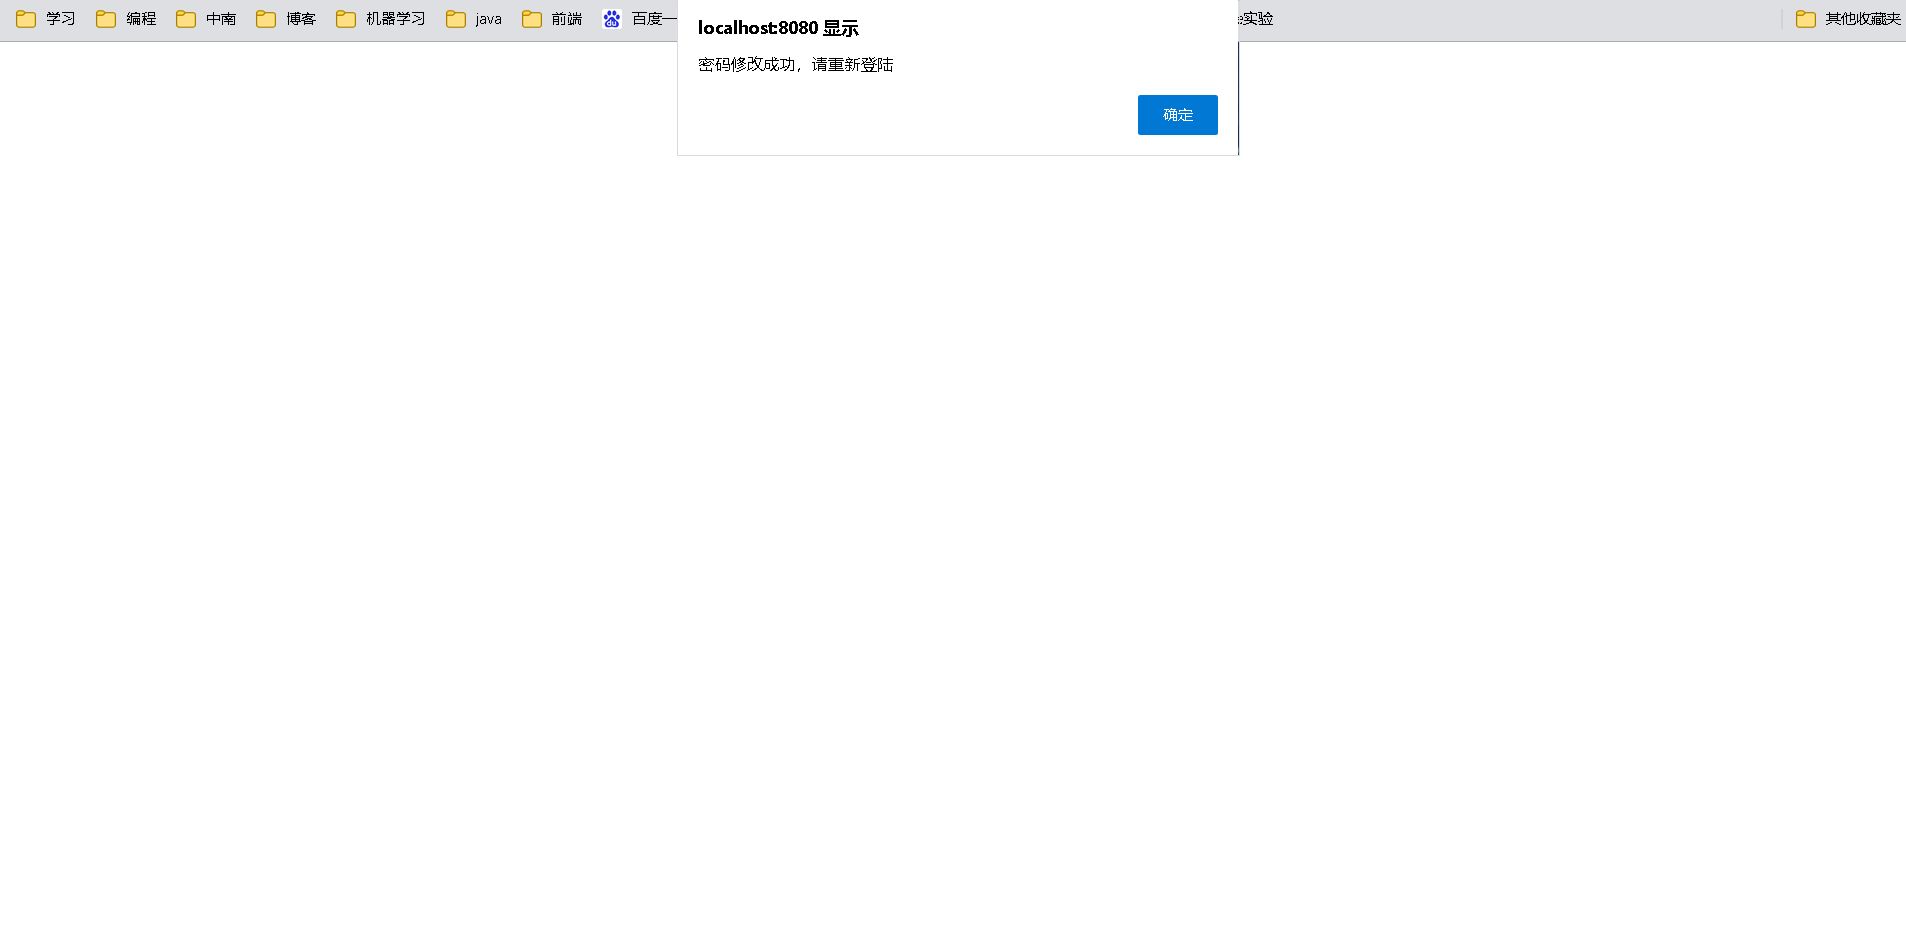 学习 编程 中南 博客 机器学习 java 前端 百度一 实验 其他收藏夹
localhost:8080 显示
密码修改成功，请重新登陆
确定